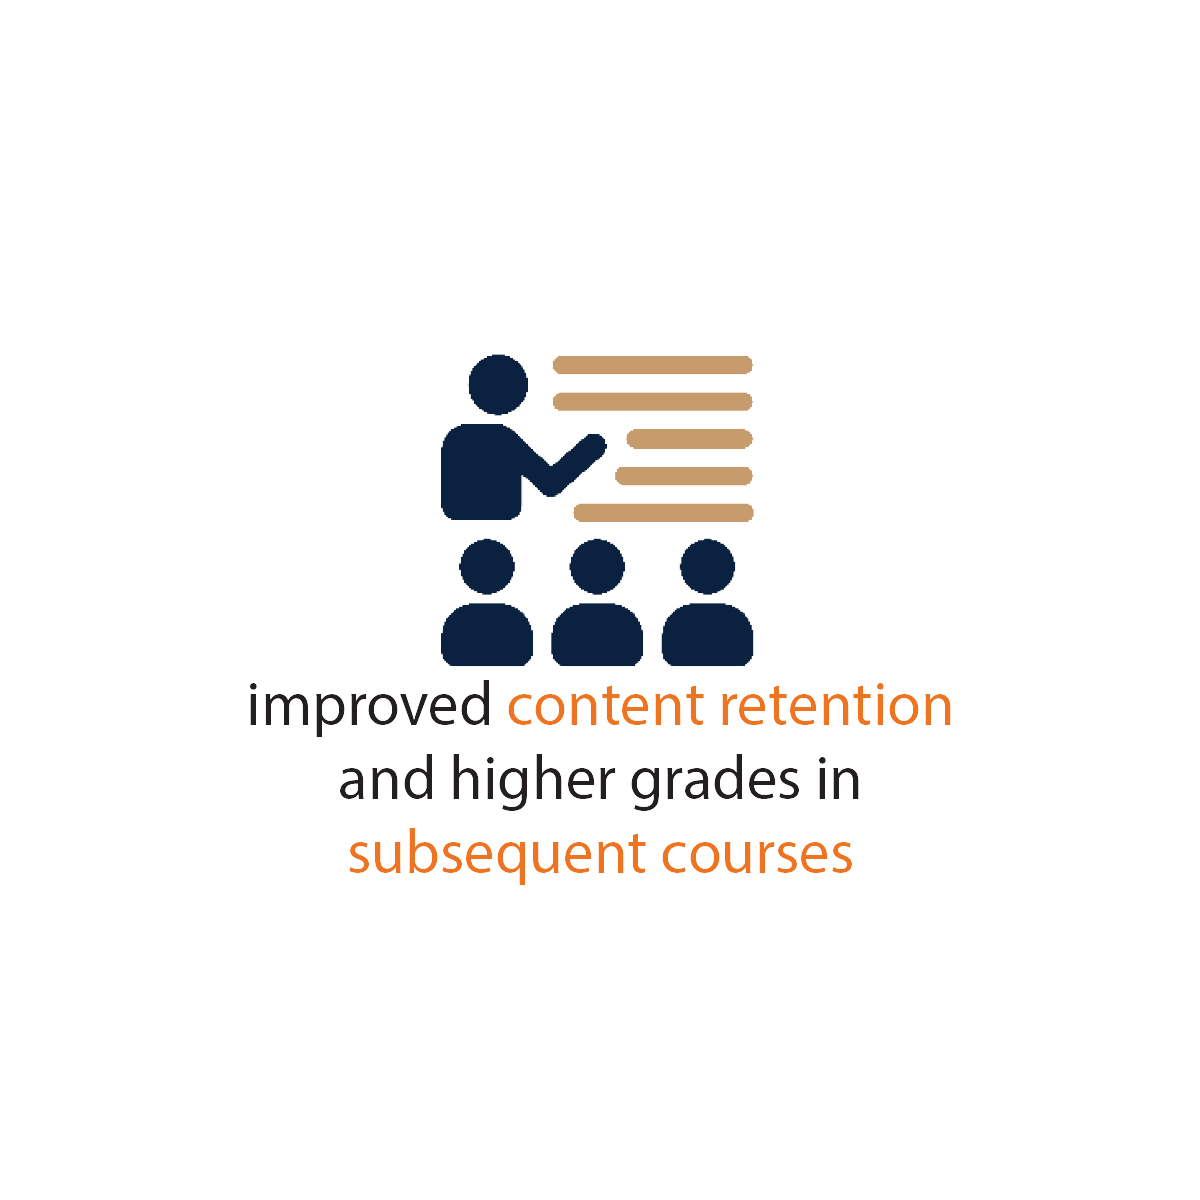 improved content retention
and higher grades in
subsequent courses